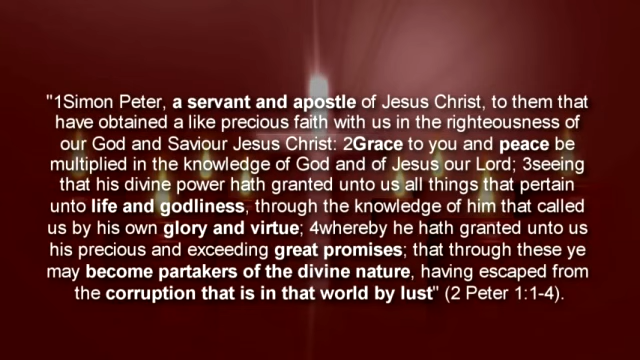 "1Simon Peter, a servant and apostle of Jesus Christ, to them that
have obtained a like precious faith with us in the righteousness of
our God and Saviour Jesus Christ: 2Grace to you and peace be
multiplied in the knowledge of God and of Jesus our Lord; 3seeing
that his divine power hath granted unto us all things that pertain
unto life and godliness, through the knowledge of him that called
us by his own glory and virtue; 4whereby he hath granted unto us
his precious and exceeding great promises; that through these ye
may become partakers of the divine nature, having escaped from
the corruption that is in that world by lust" (2 Peter 1:1-4).